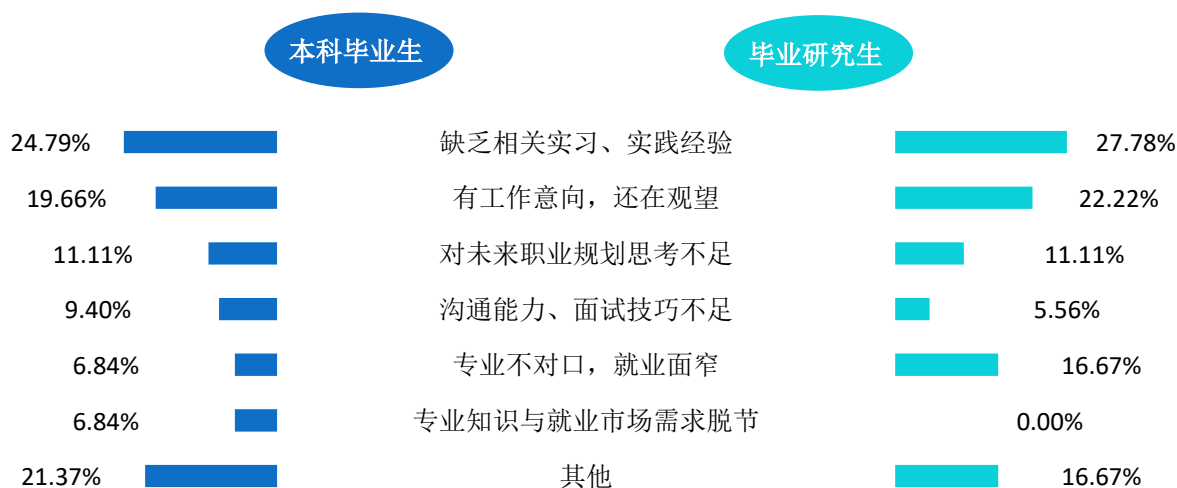 本科毕业生 毕业研究生
24.79% 缺乏相关实习、实践经验 27.78%
19.66% 有工作意向，还在观望 22.22%
11.11% 对未来职业规划思考不足 11.11%
9.40% 沟通能力、面试技巧不足 5.56%
6.84% 专业不对口，就业面窄 16.67%
6.84% 专业知识与就业市场需求脱节 0.00%
21.37% 其他 16.67%